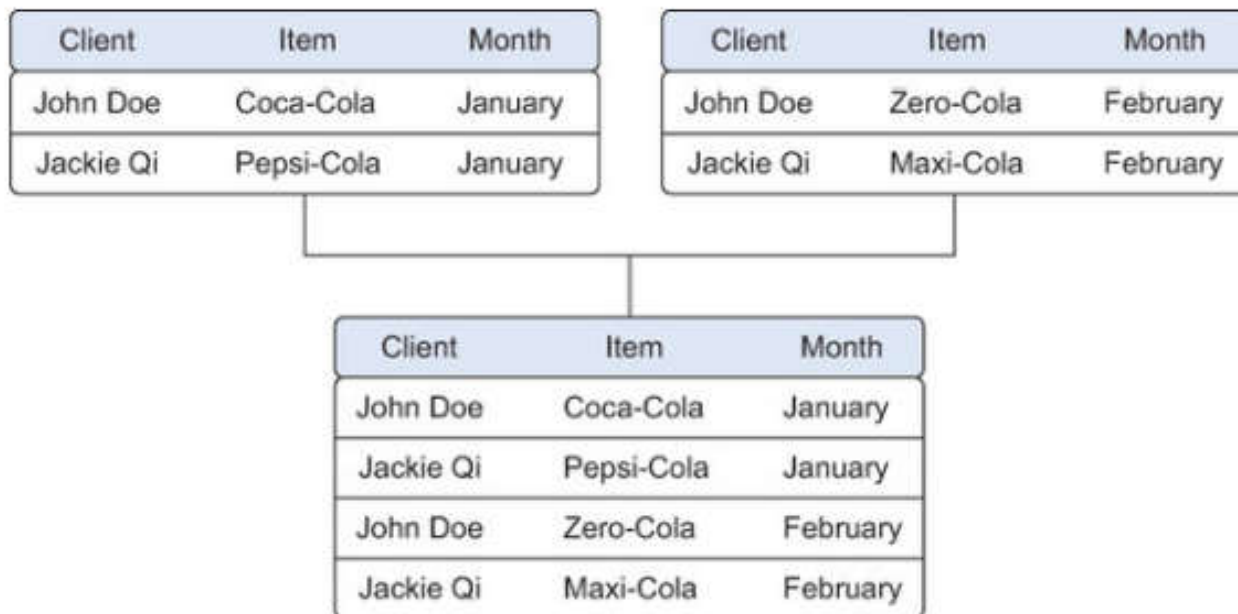 Client Item Month
John Doe Coca-Cola January
Jackie Qi Pepsi-Cola January
Client Item Month
John Doe Zero-Cola February
Jackie Qi Maxi-Cola February
Client Item Month
John Doe Coca-Cola January
Jackie Qi Pepsi-Cola January
John Doe Zero-Cola February
Jackie Qi Maxi-Cola February